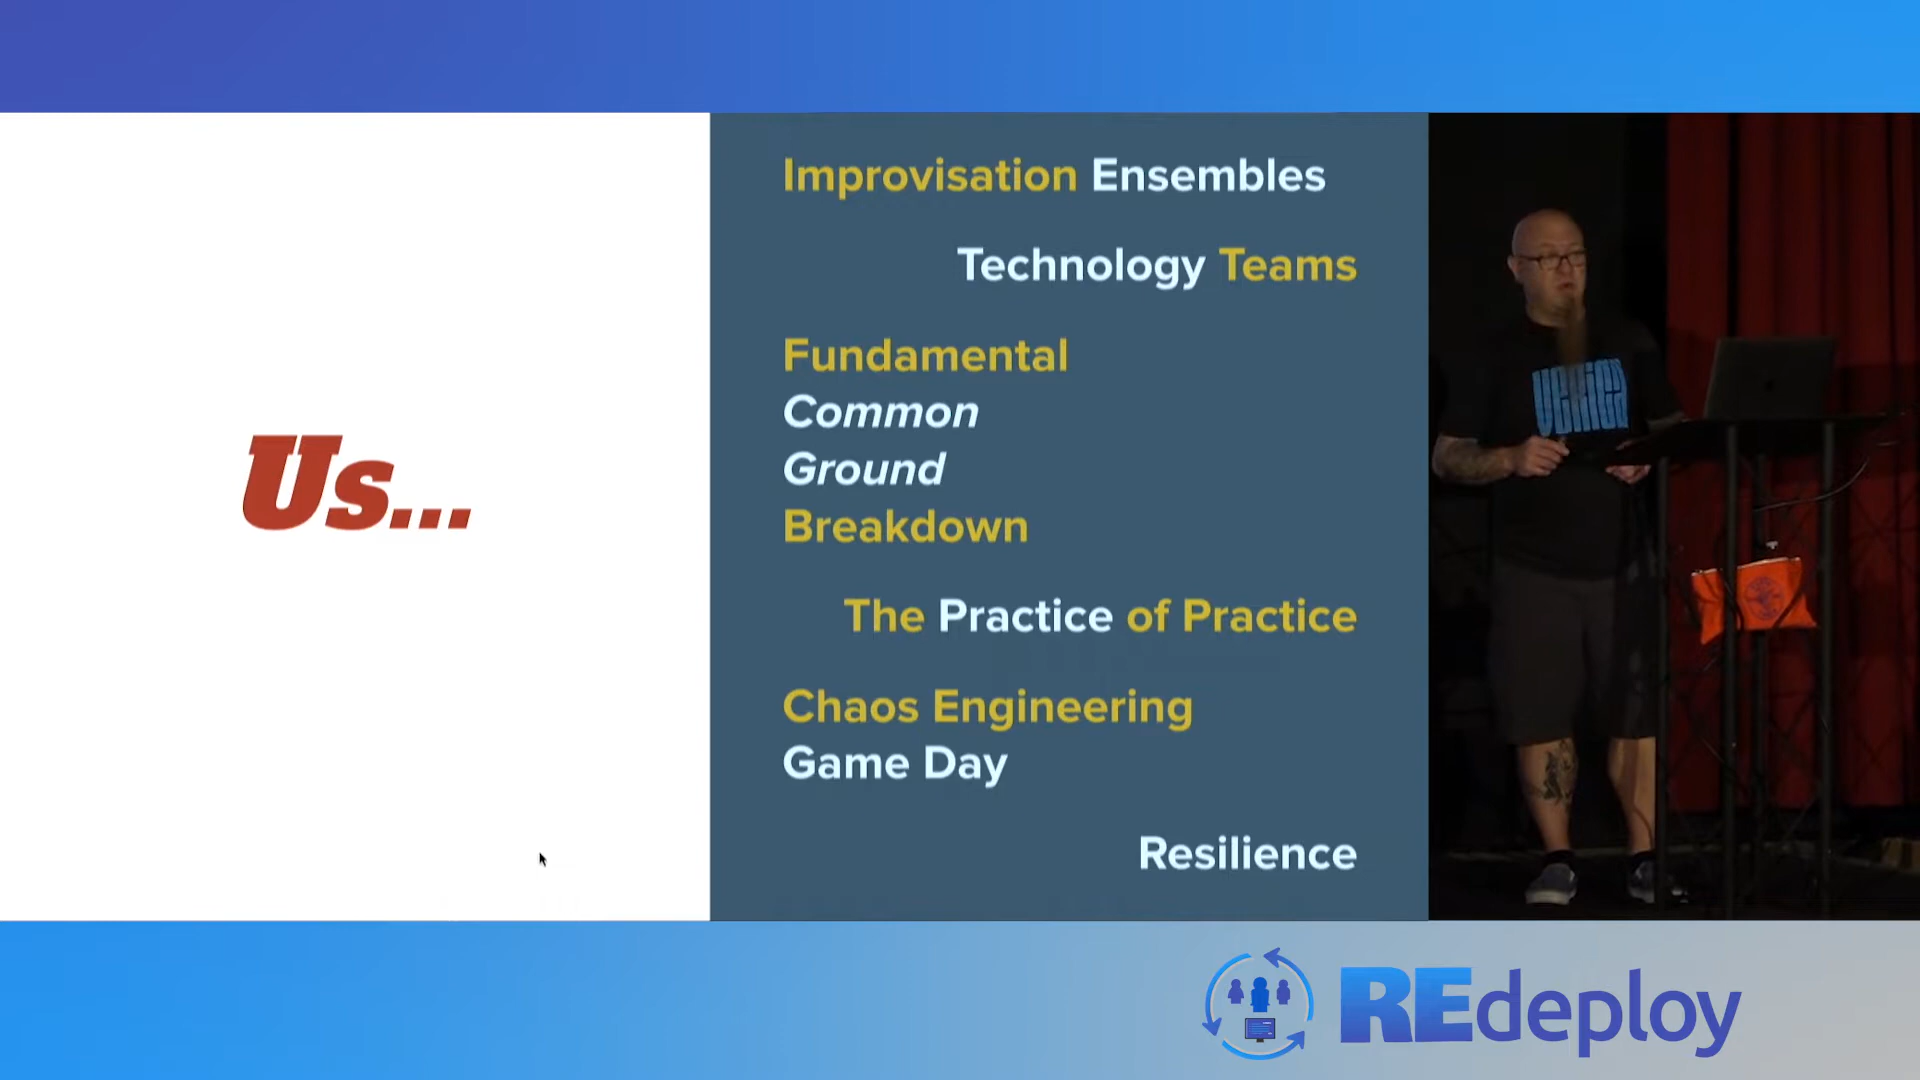 Us...
Improvisation Ensembles
Technology Teams
Fundamental
Common
Ground
Breakdown
The Practice of Practice
Chaos Engineering
Game Day
Resilience
REdeploy